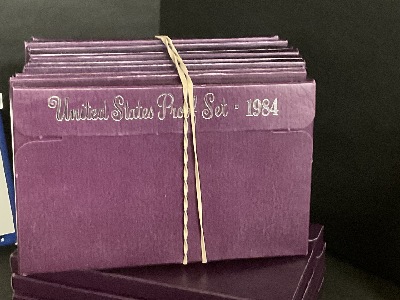 United States Proof Set · 1984